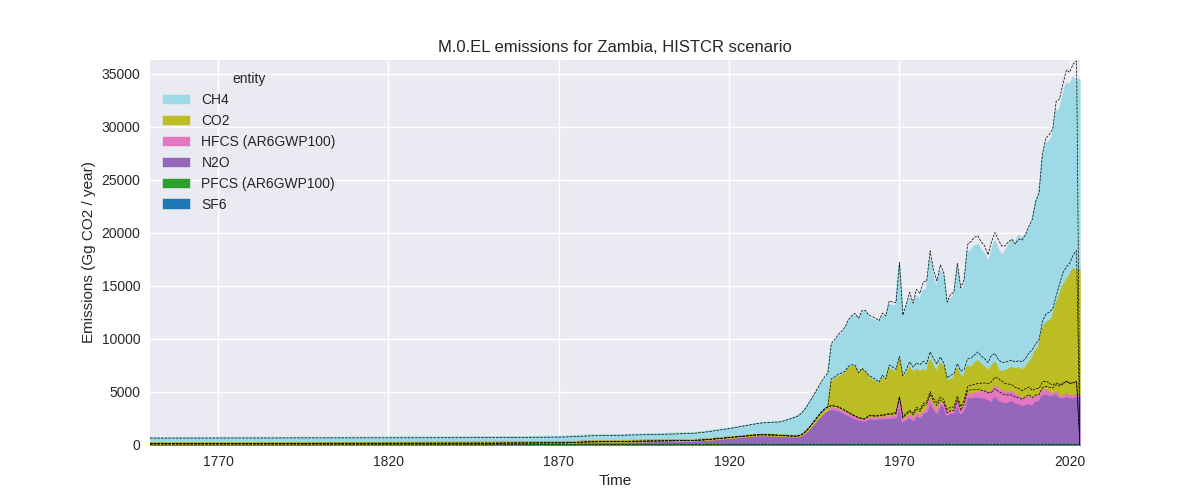 M.0.EL emissions for Zambia, HISTCR scenario
Emissions (Gg CO2 / year)
35000
30000
25000
20000
15000
10000
5000
0
entity
CH4
CO2
HFCS (AR6GWP100)
N2O
PFCS (AR6GWP100)
SF6
1770
1820
1870
1920
1970
2020
Time